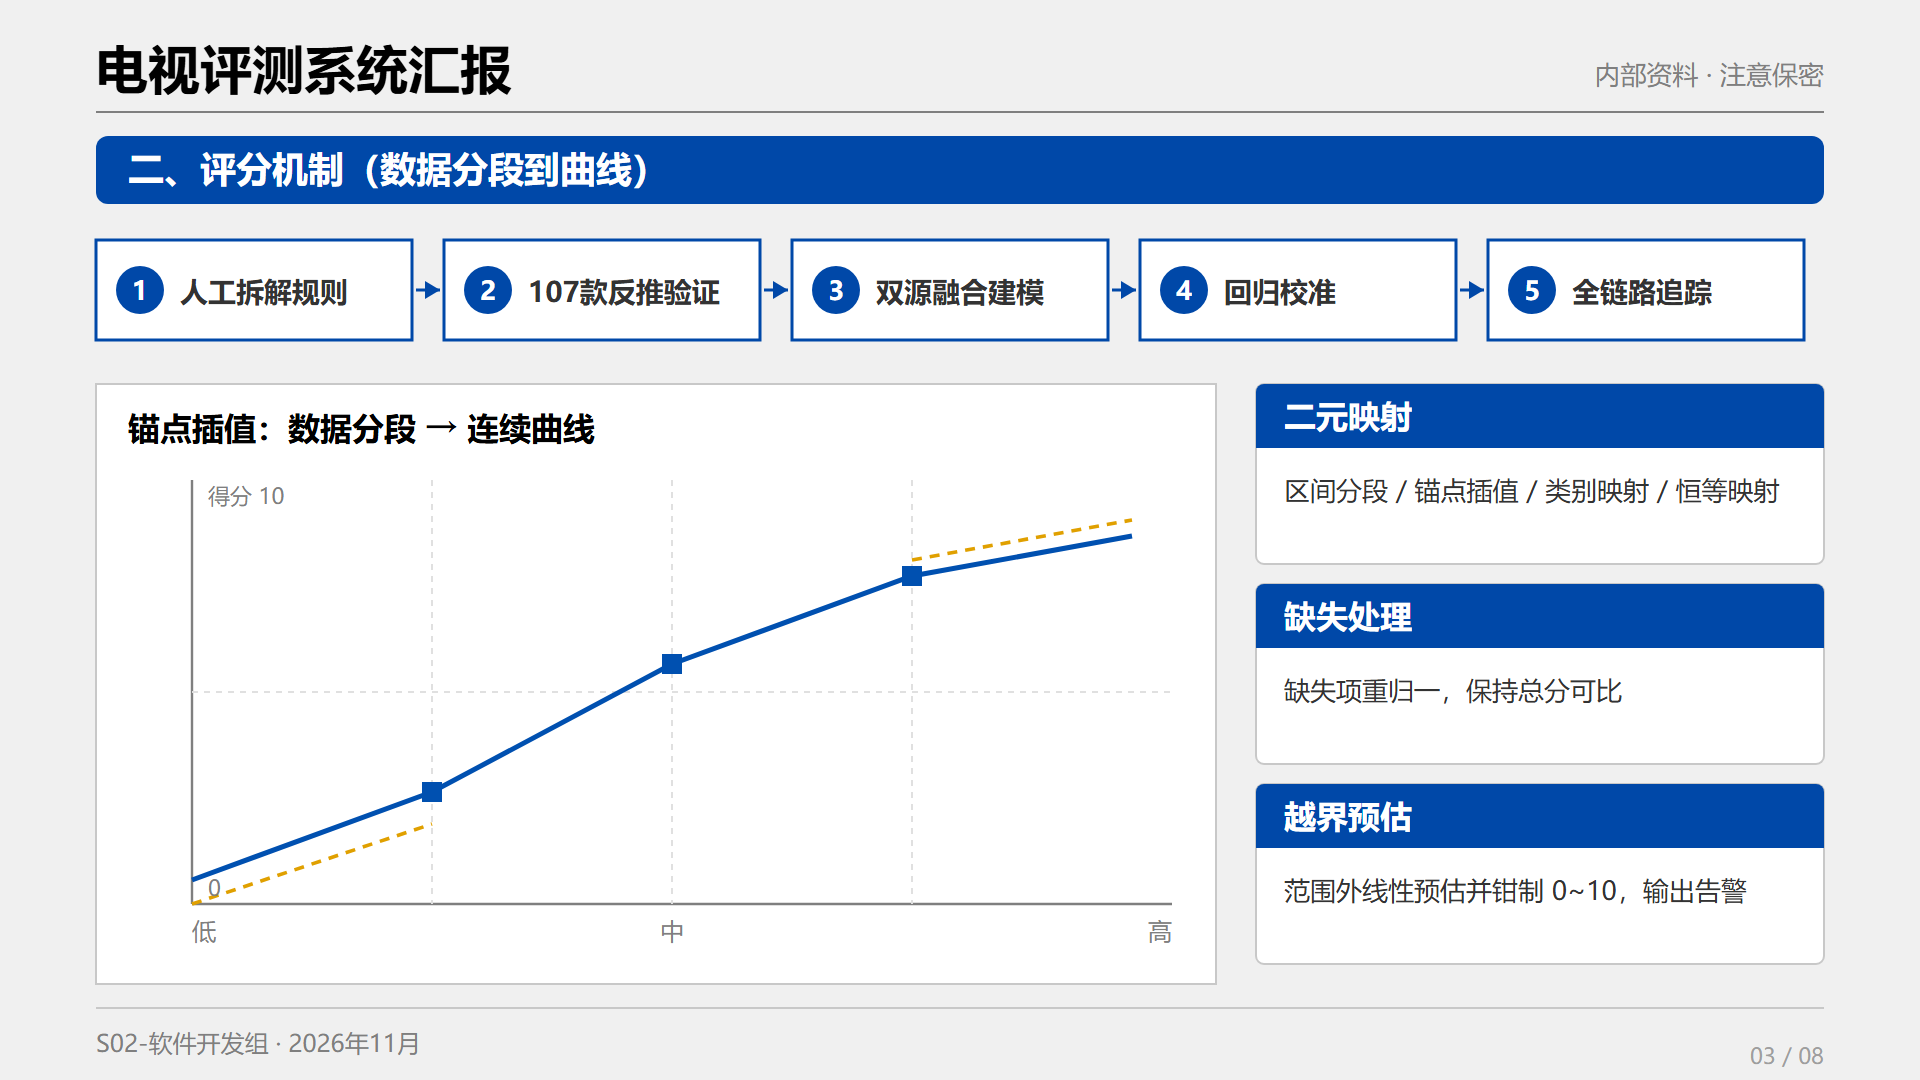 电视评测系统汇报
内部资料 · 注意保密
二、评分机制（数据分段到曲线）
1 人工拆解规则
2 107款反推验证
3 双源融合建模
4 回归校准
5 全链路追踪
锚点插值：数据分段 → 连续曲线
得分 10
0
低
中
高
二元映射
区间分段 / 锚点插值 / 类别映射 / 恒等映射
缺失处理
缺失项重归一，保持总分可比
越界预估
范围外线性预估并钳制 0~10，输出告警
S02-软件开发组 · 2026年11月
03 / 08